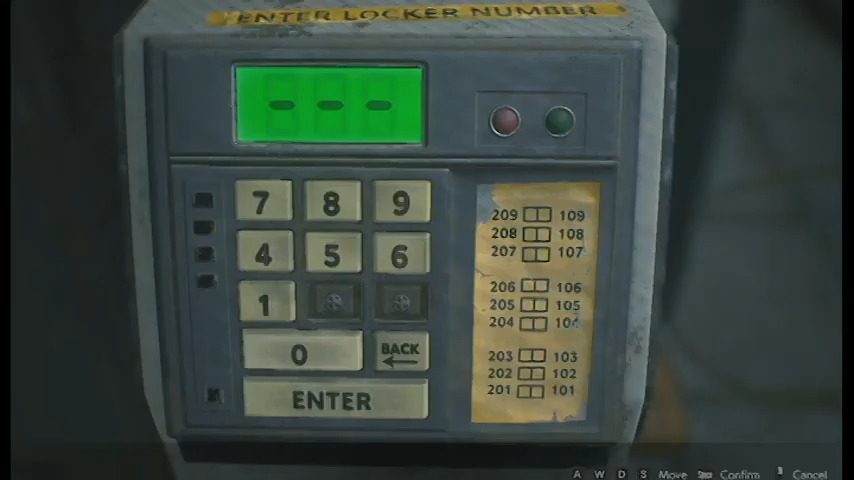 ENTER LOCKER NUMBER
- - -
7 8 9
4 5 6
1
0 BACK
ENTER
209 109
208 108
207 107
206 106
205 105
204 104
203 103
202 102
201 101
A W D S Move Confirm Cancel